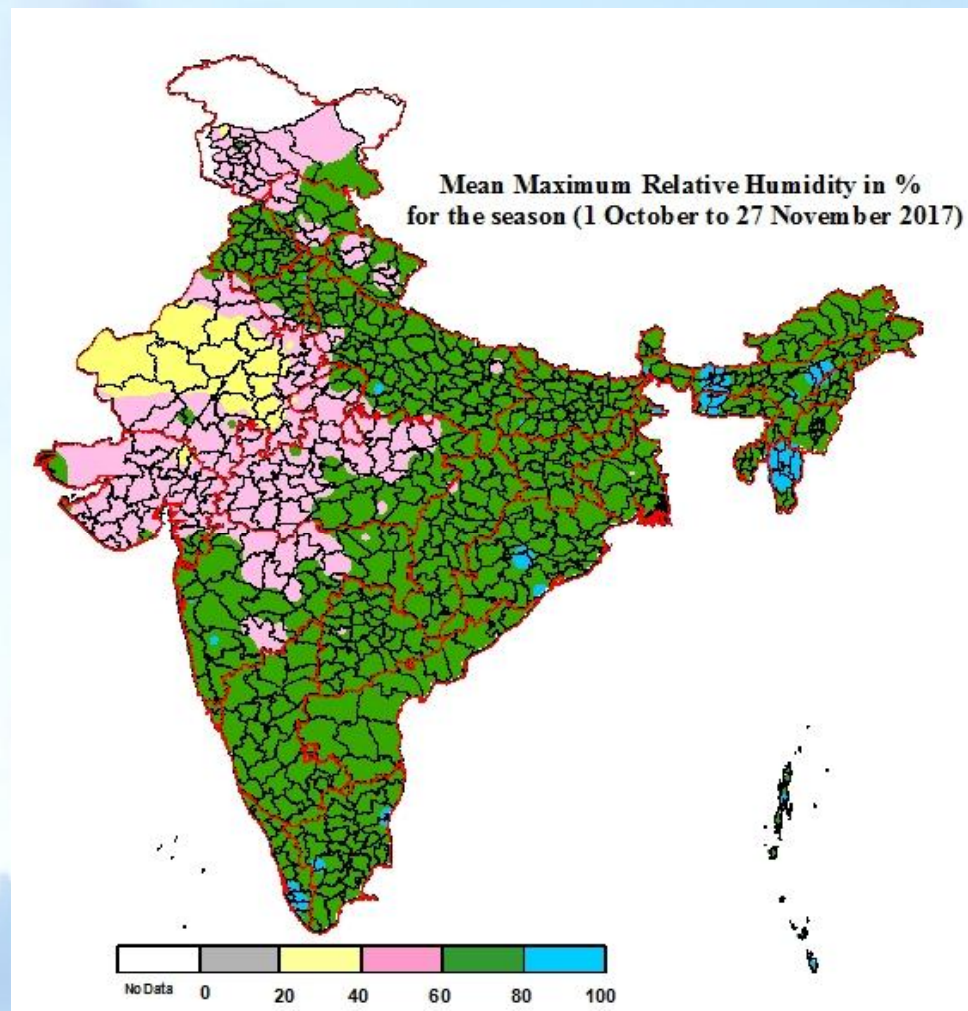 Mean Maximum Relative Humidity in %
for the season (1 October to 27 November 2017)
No Data 0 20 40 60 80 100